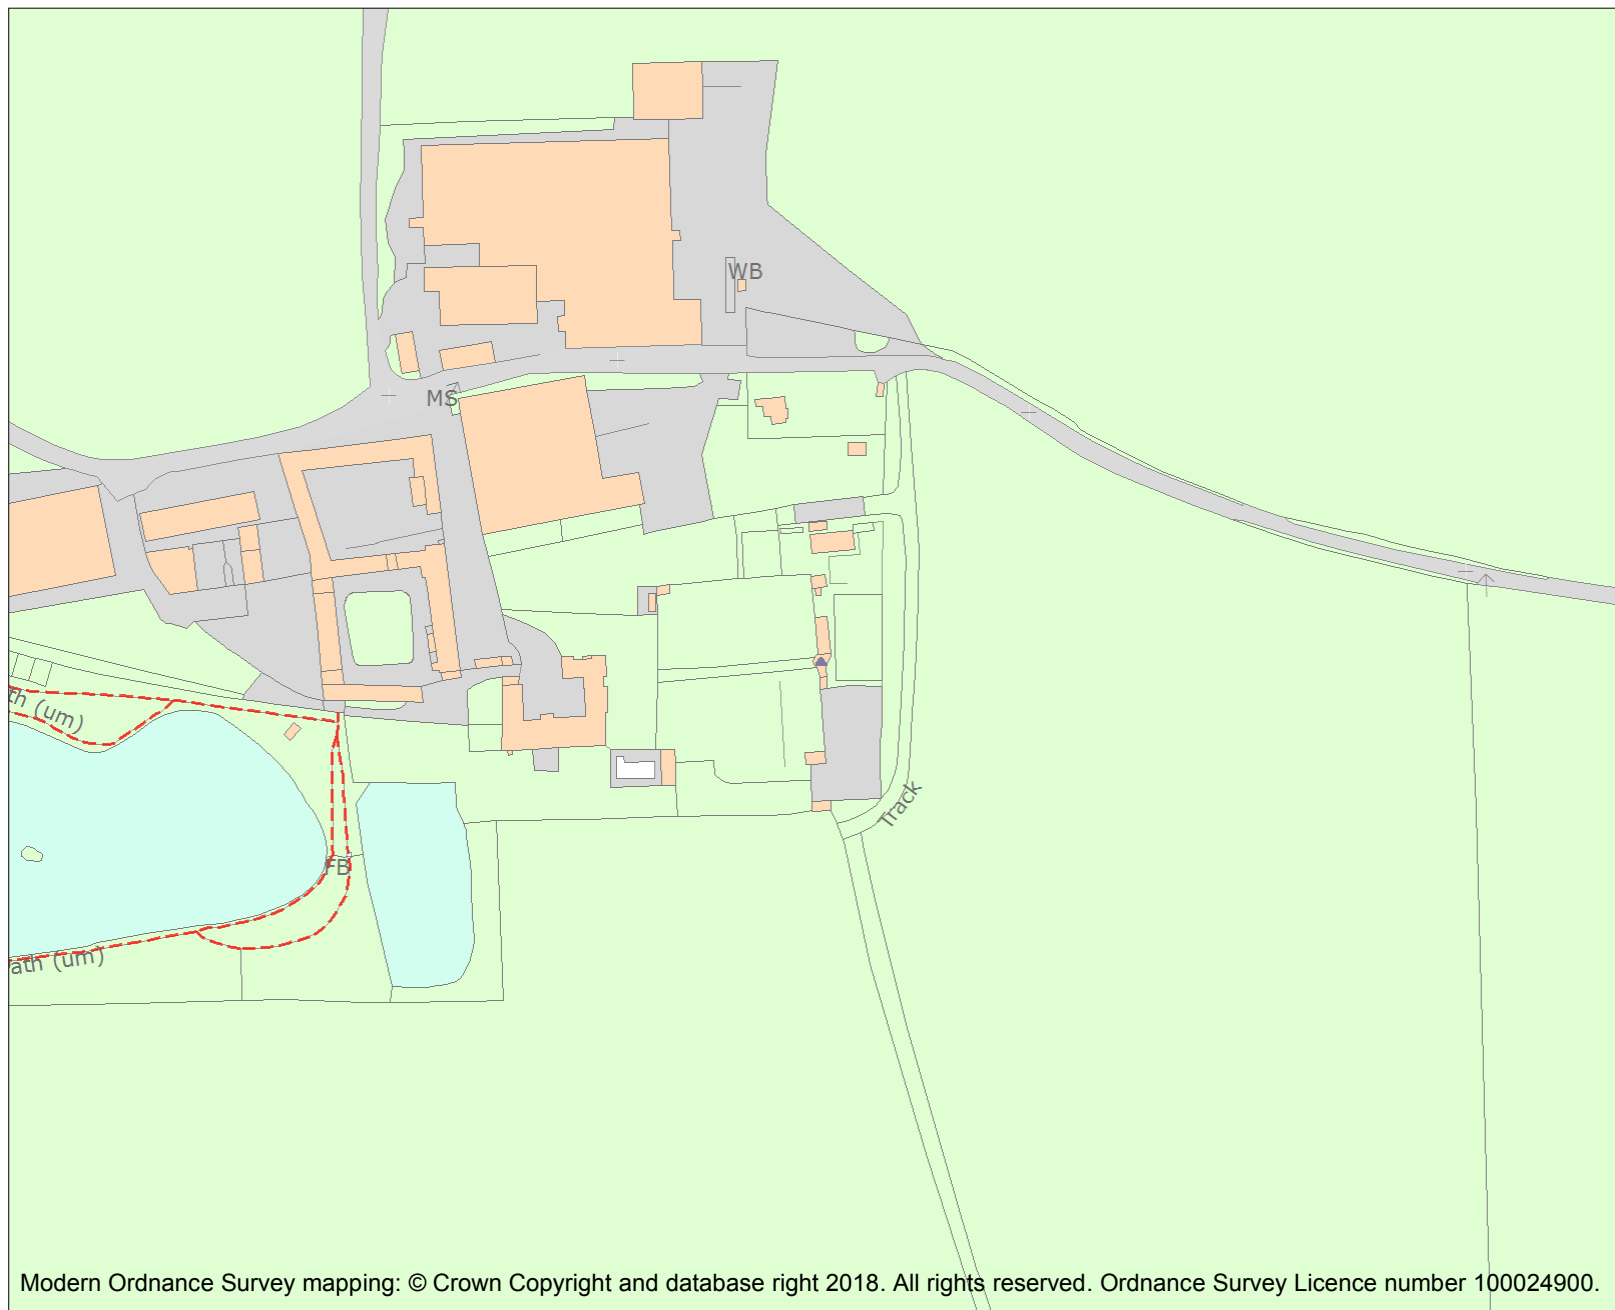 WB
MS
th (um)
Track
FB
ath (um)
Modern Ordnance Survey mapping: © Crown Copyright and database right 2018. All rights reserved. Ordnance Survey Licence number 100024900.